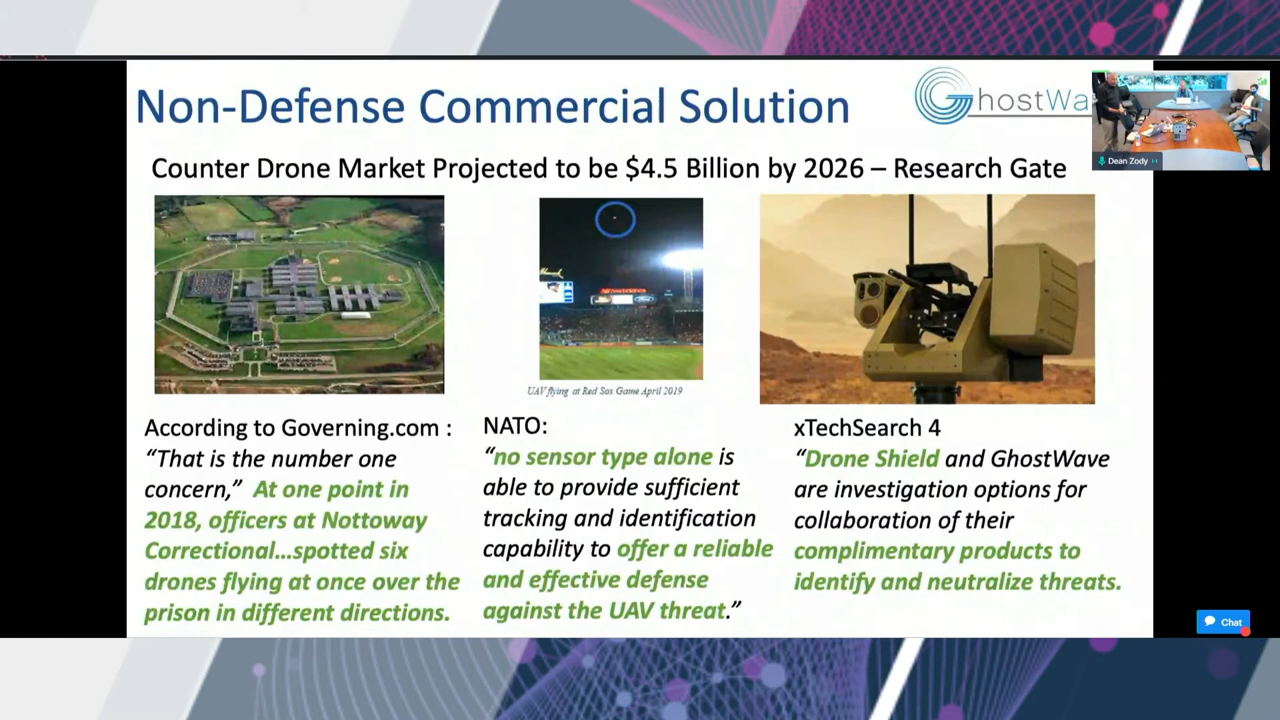 Non-Defense Commercial Solution
GhostWa
Dean Zody
Counter Drone Market Projected to be $4.5 Billion by 2026 – Research Gate
Ford
UAV flying at Red Sox Game April 2019
According to Governing.com :
“That is the number one
concern,” At one point in
2018, officers at Nottoway
Correctional...spotted six
drones flying at once over the
prison in different directions.
NATO:
“no sensor type alone is
able to provide sufficient
tracking and identification
capability to offer a reliable
and effective defense
against the UAV threat.”
xTechSearch 4
“Drone Shield and GhostWave
are investigation options for
collaboration of their
complimentary products to
identify and neutralize threats.
Chat